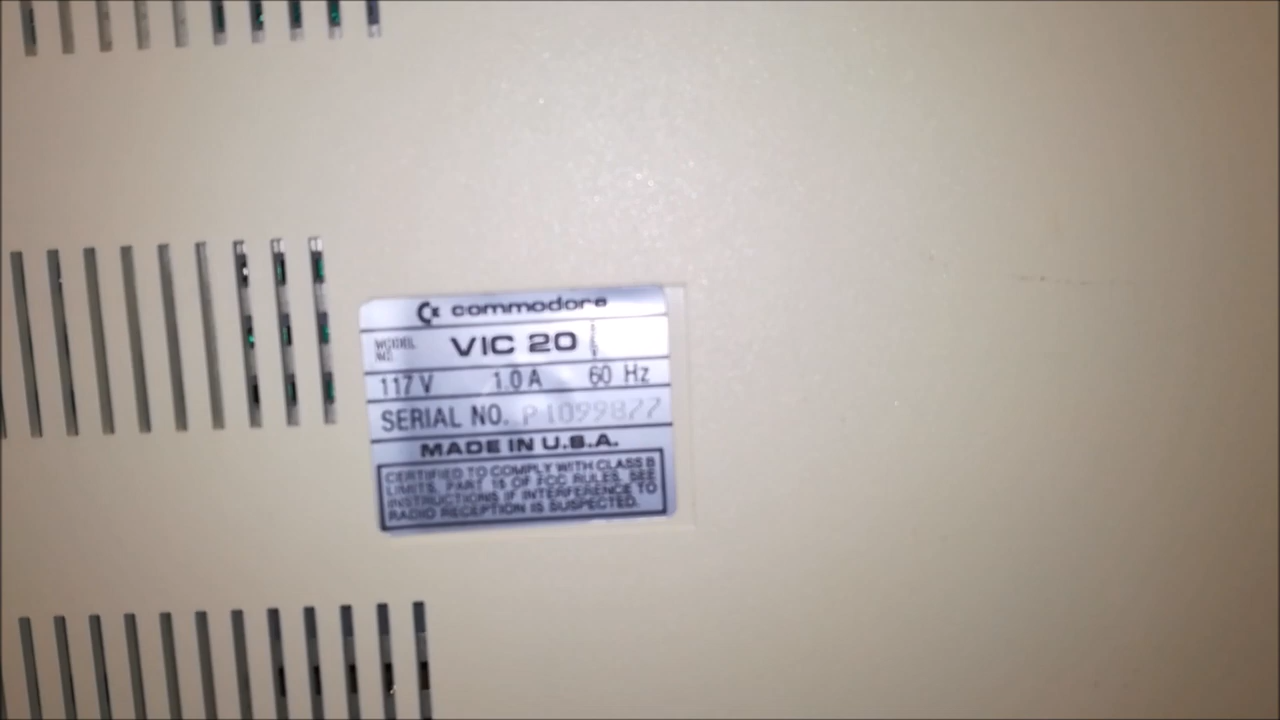 commodore
MODEL NO. VIC 20
117 V 1.0 A 60 Hz
SERIAL NO. P1099877
MADE IN U.S.A.
CERTIFIED TO COMPLY WITH CLASS B
LIMITS, PART 15 OF FCC RULES. SEE
INSTRUCTIONS IF INTERFERENCE TO
RADIO RECEPTION IS SUSPECTED.